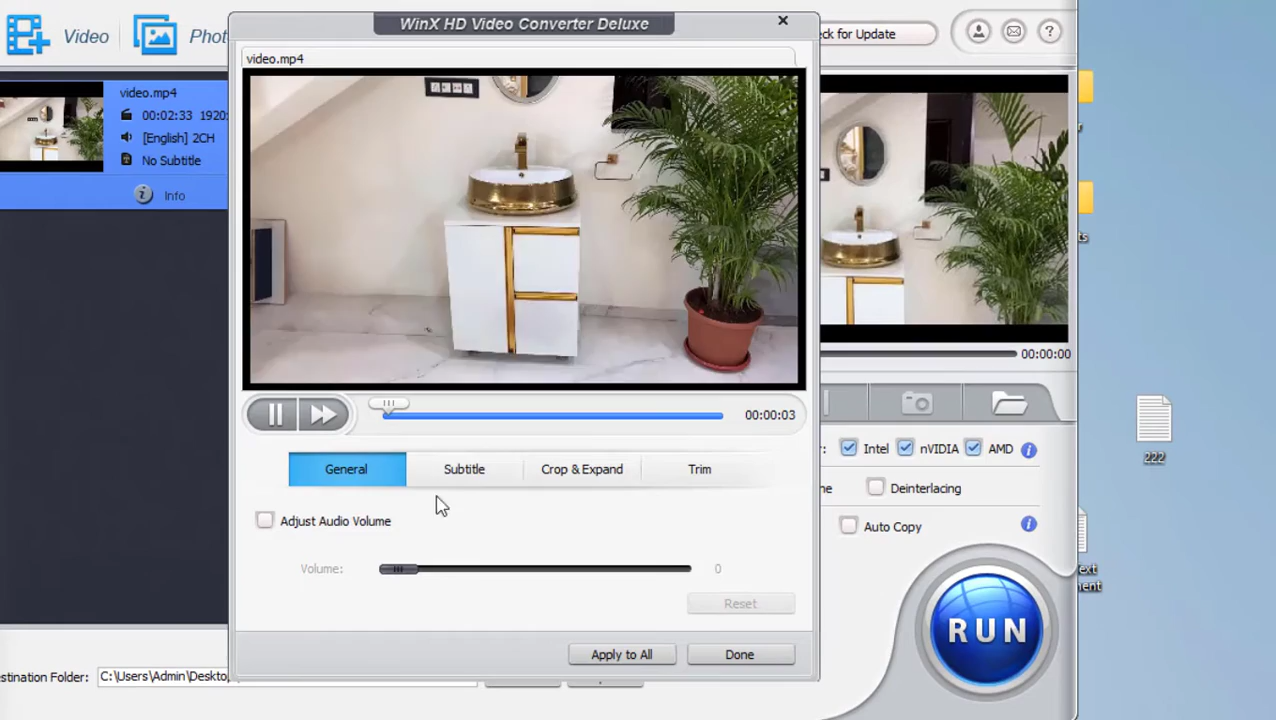 WinX HD Video Converter Deluxe
Video
Phot
ck for Update
?
video.mp4
video.mp4
00:02:33 1920
[English] 2CH
No Subtitle
i Info
00:00:03
00:00:00
General
Subtitle
Crop & Expand
Trim
Intel
nVIDIA
AMD
i
Deinterlacing
Adjust Audio Volume
Auto Copy
i
Volume:
0
Reset
RUN
Apply to All
Done
stination Folder:
C:\Users\Admin\Deskto
222